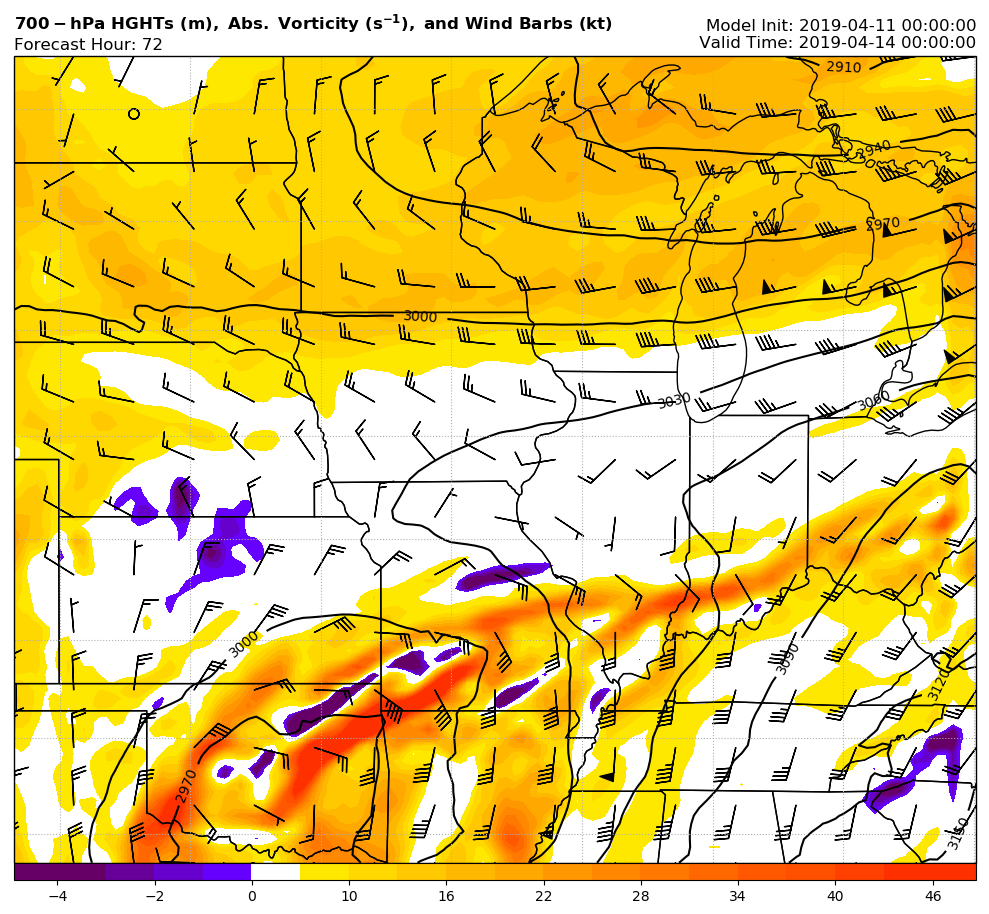 700−hPa HGHTs (m), Abs. Vorticity (s⁻¹), and Wind Barbs (kt)
Model Init: 2019-04-11 00:00:00
Forecast Hour: 72
Valid Time: 2019-04-14 00:00:00
2910
2940
2970
3000
3030
3060
3000
3090
3120
2970
3150
−4 −2 0 10 16 22 28 34 40 46